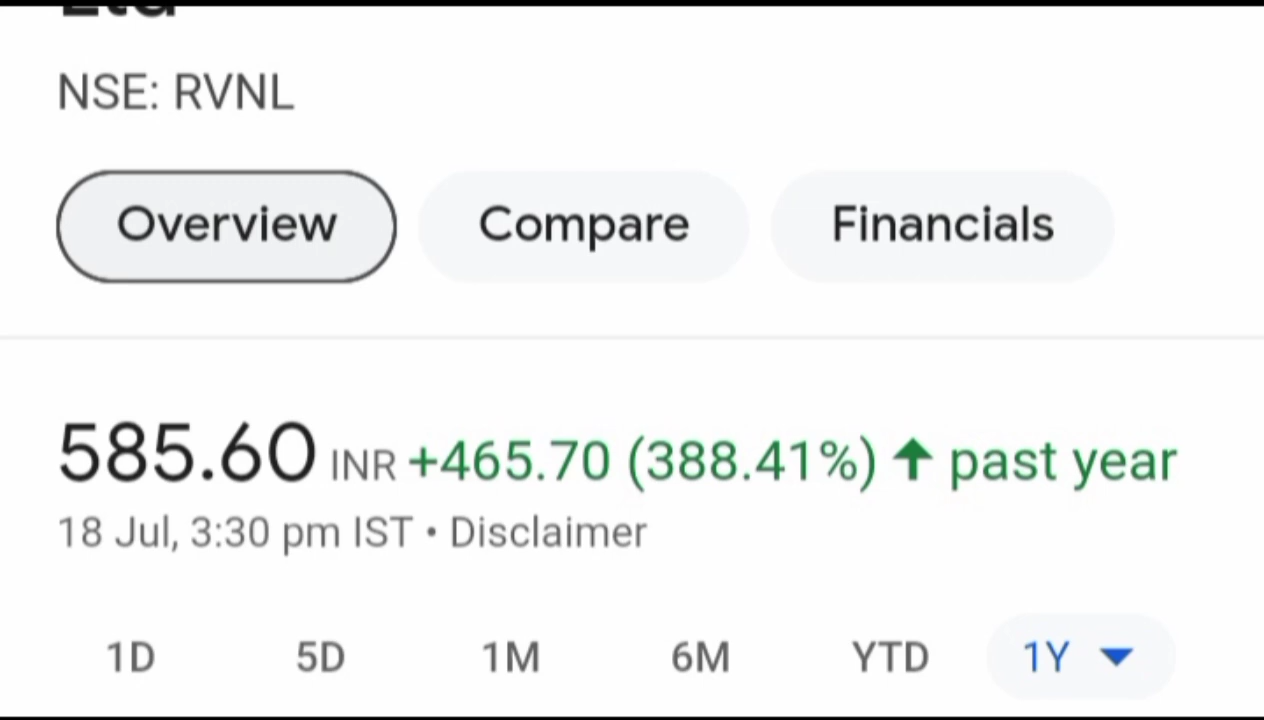 Ltd
NSE: RVNL
Overview Compare Financials
585.60 INR +465.70 (388.41%) ↑ past year
18 Jul, 3:30 pm IST • Disclaimer
1D 5D 1M 6M YTD 1Y